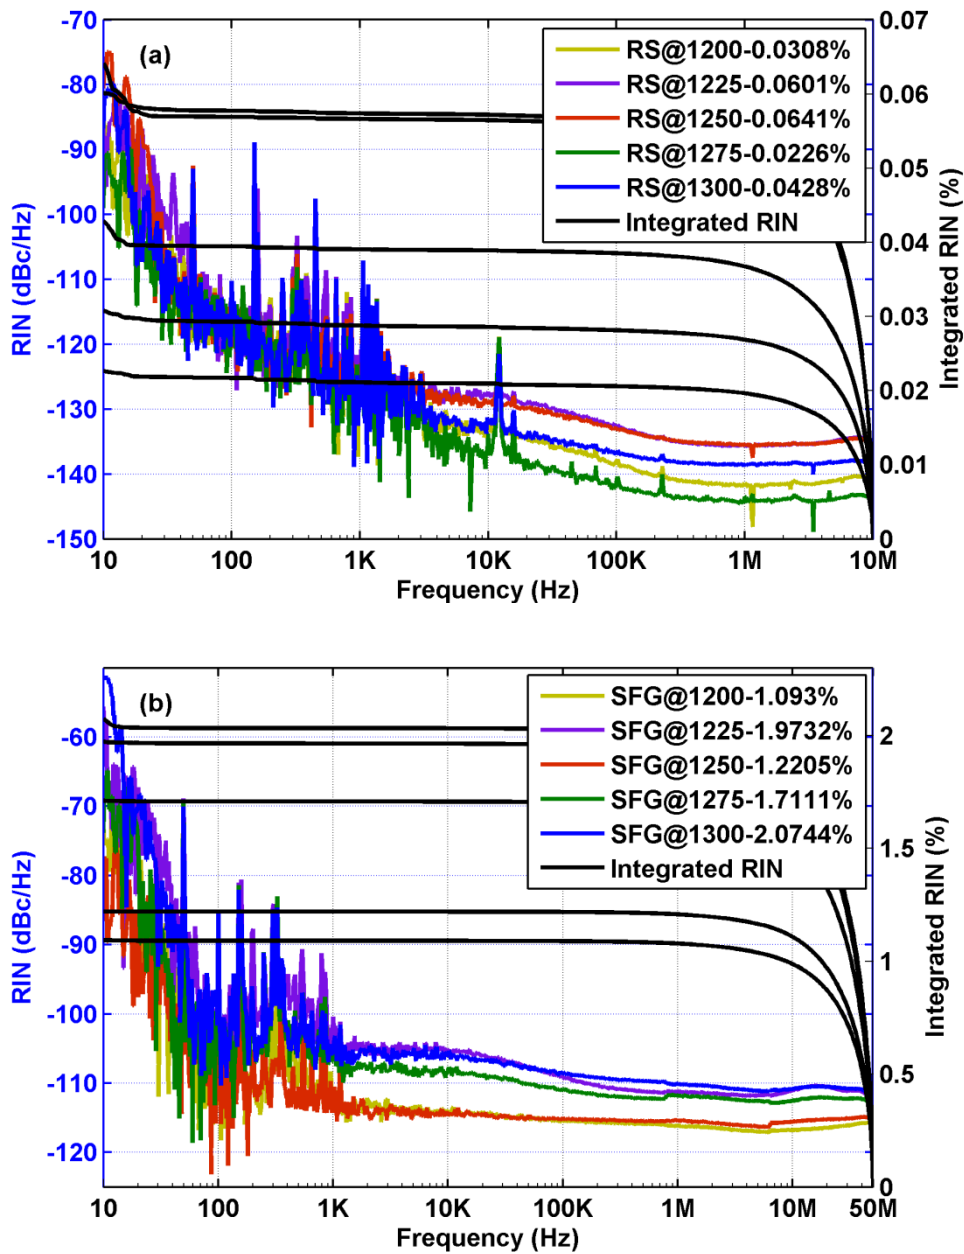 (a)
RIN (dBc/Hz)
-70
-80
-90
-100
-110
-120
-130
-140
-150
RS@1200-0.0308%
RS@1225-0.0601%
RS@1250-0.0641%
RS@1275-0.0226%
RS@1300-0.0428%
Integrated RIN
0.07
0.06
0.05
0.04
0.03
0.02
0.01
0
Integrated RIN (%)
10 100 1K 10K 100K 1M 10M
Frequency (Hz)
(b)
RIN (dBc/Hz)
-60
-70
-80
-90
-100
-110
-120
SFG@1200-1.093%
SFG@1225-1.9732%
SFG@1250-1.2205%
SFG@1275-1.7111%
SFG@1300-2.0744%
Integrated RIN
2
1.5
1
0.5
0
Integrated RIN (%)
10 100 1K 10K 100K 1M 10M 50M
Frequency (Hz)